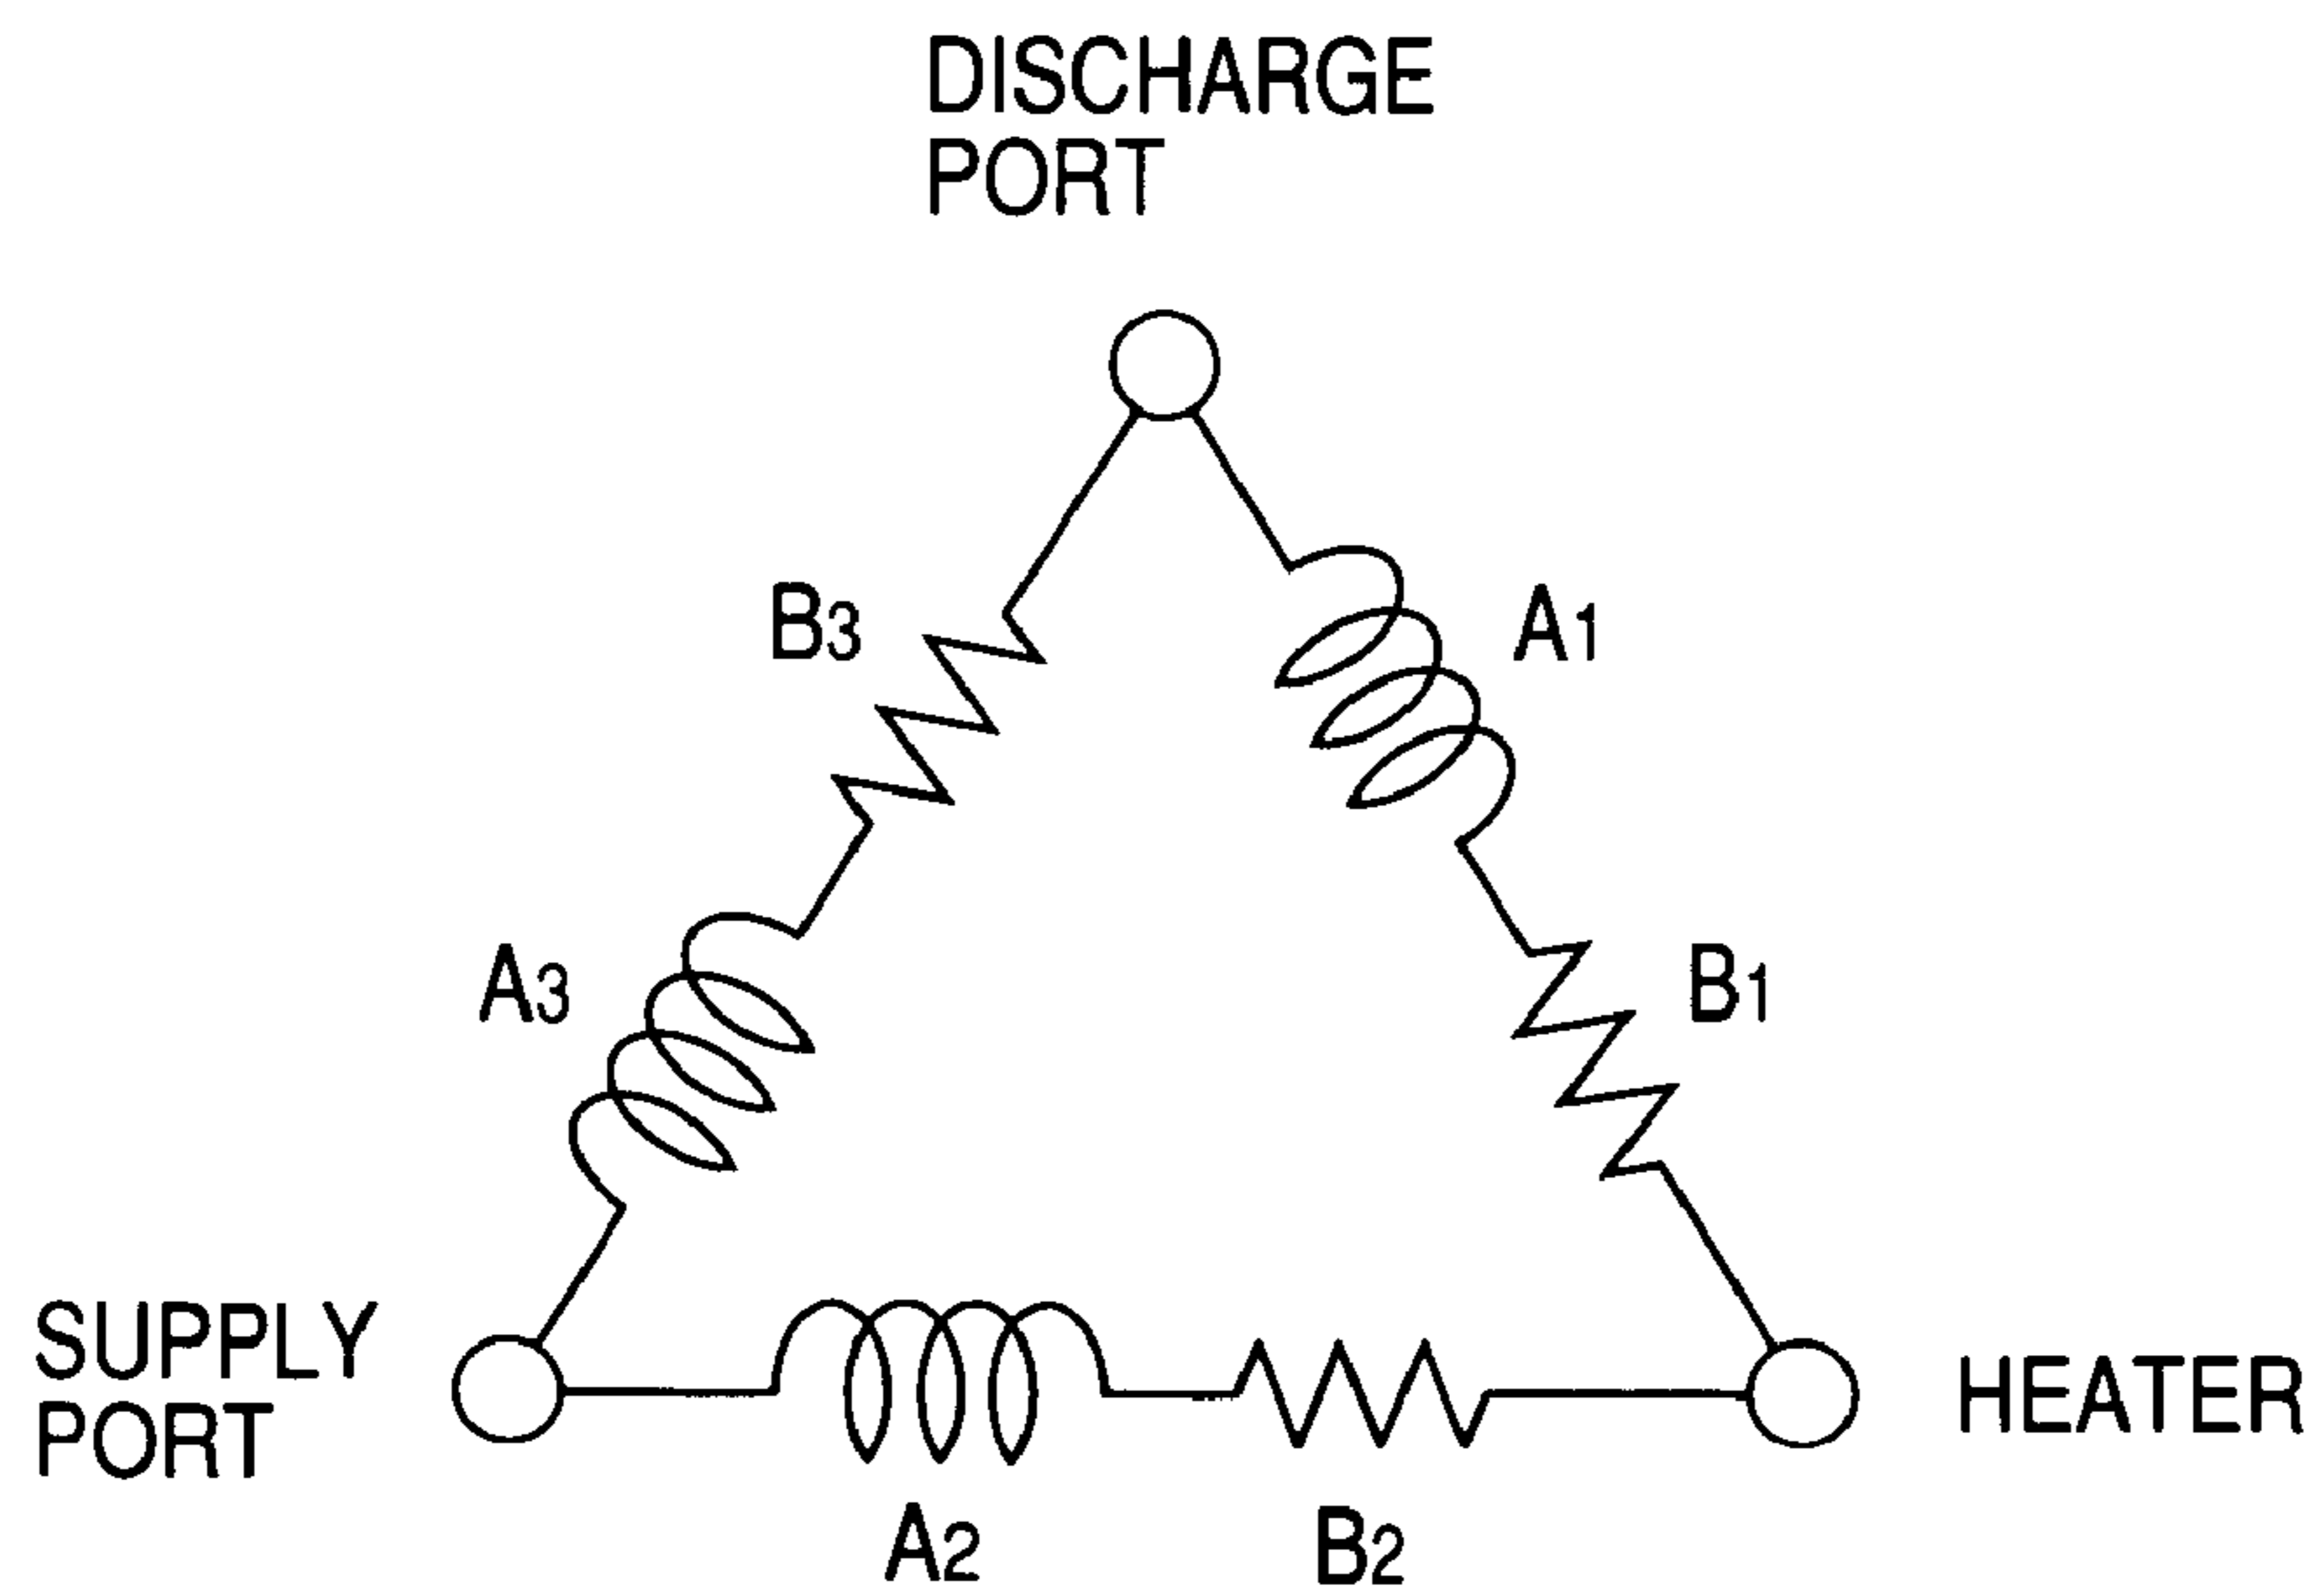 DISCHARGE
PORT
B3
A1
A3
B1
SUPPLY
PORT
HEATER
A2
B2